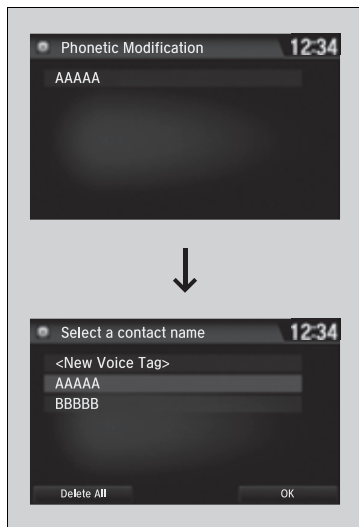 Phonetic Modification 12:34
AAAAA
Select a contact name 12:34
<New Voice Tag>
AAAAA
BBBBB
Delete All OK